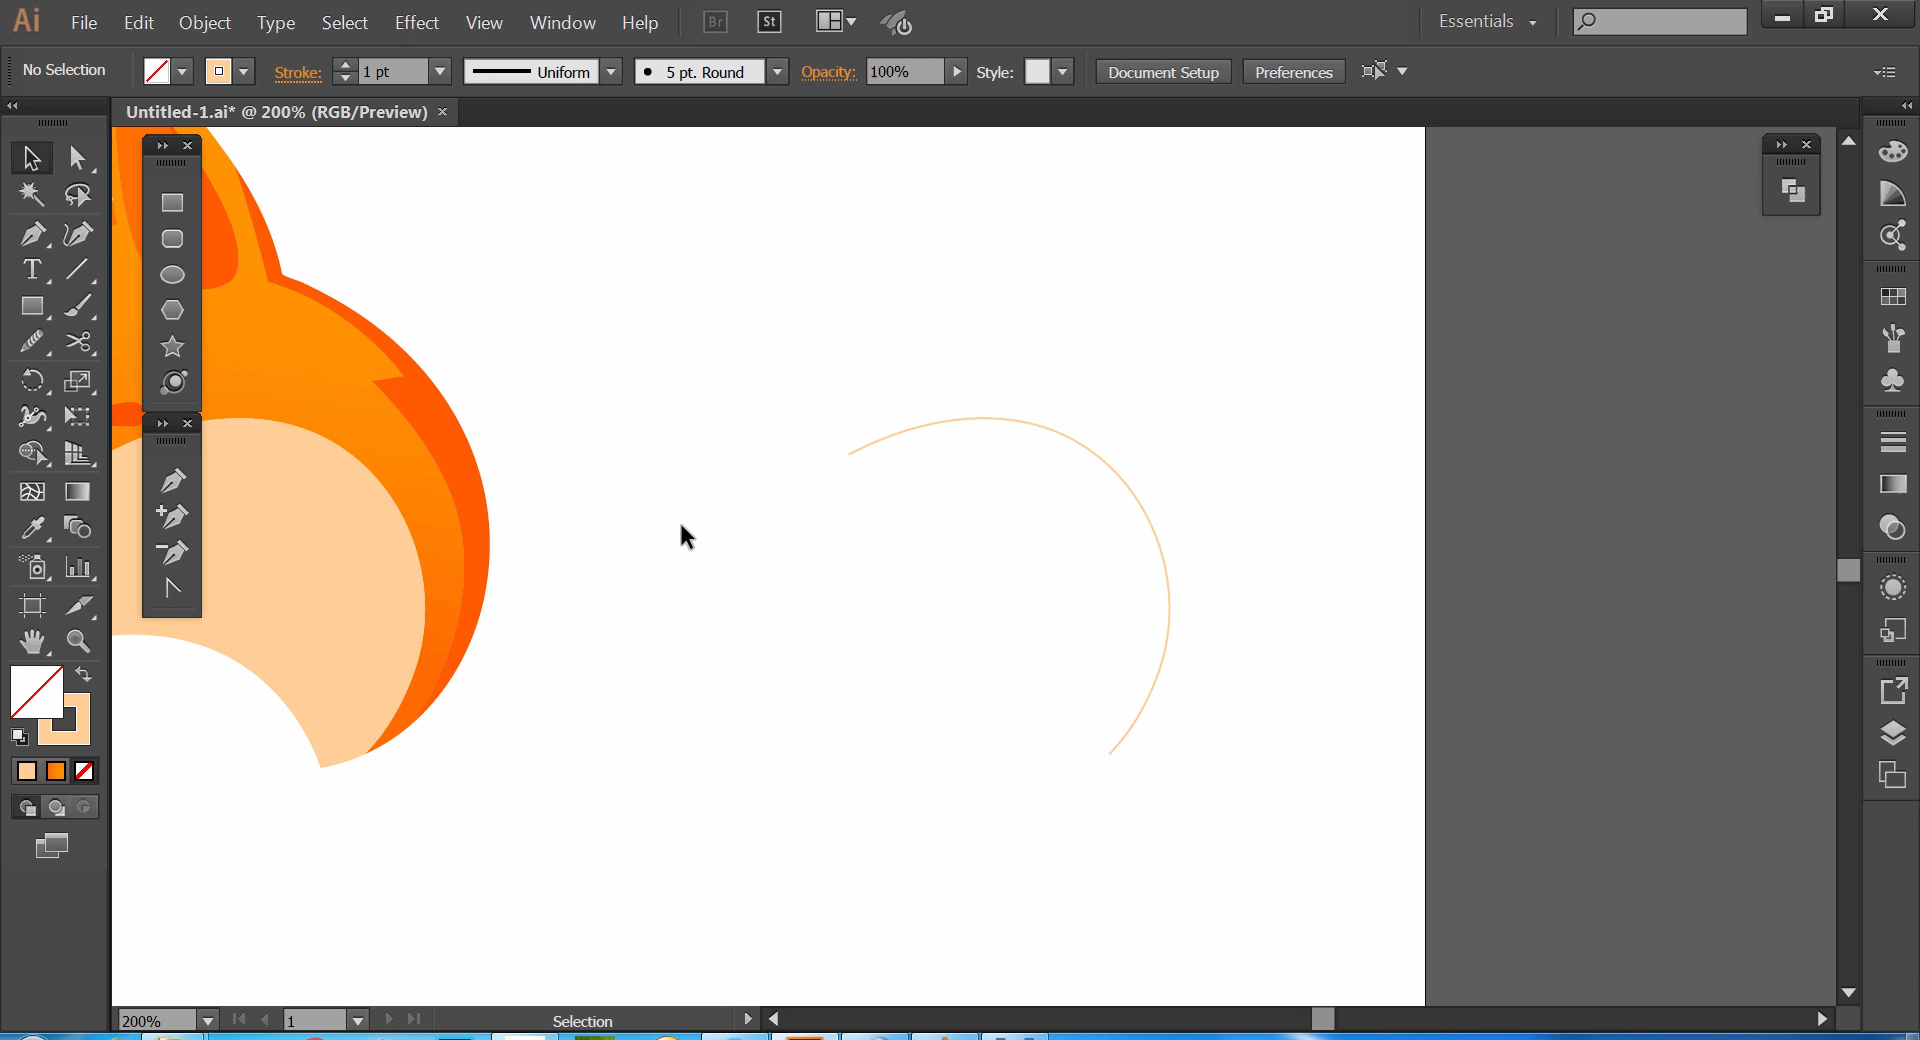 Ai File Edit Object Type Select Effect View Window Help Br St Essentials
No Selection Stroke: 1 pt Uniform 5 pt. Round Opacity: 100% Style: Document Setup Preferences
Untitled-1.ai* @ 200% (RGB/Preview)
T
200% 1 Selection